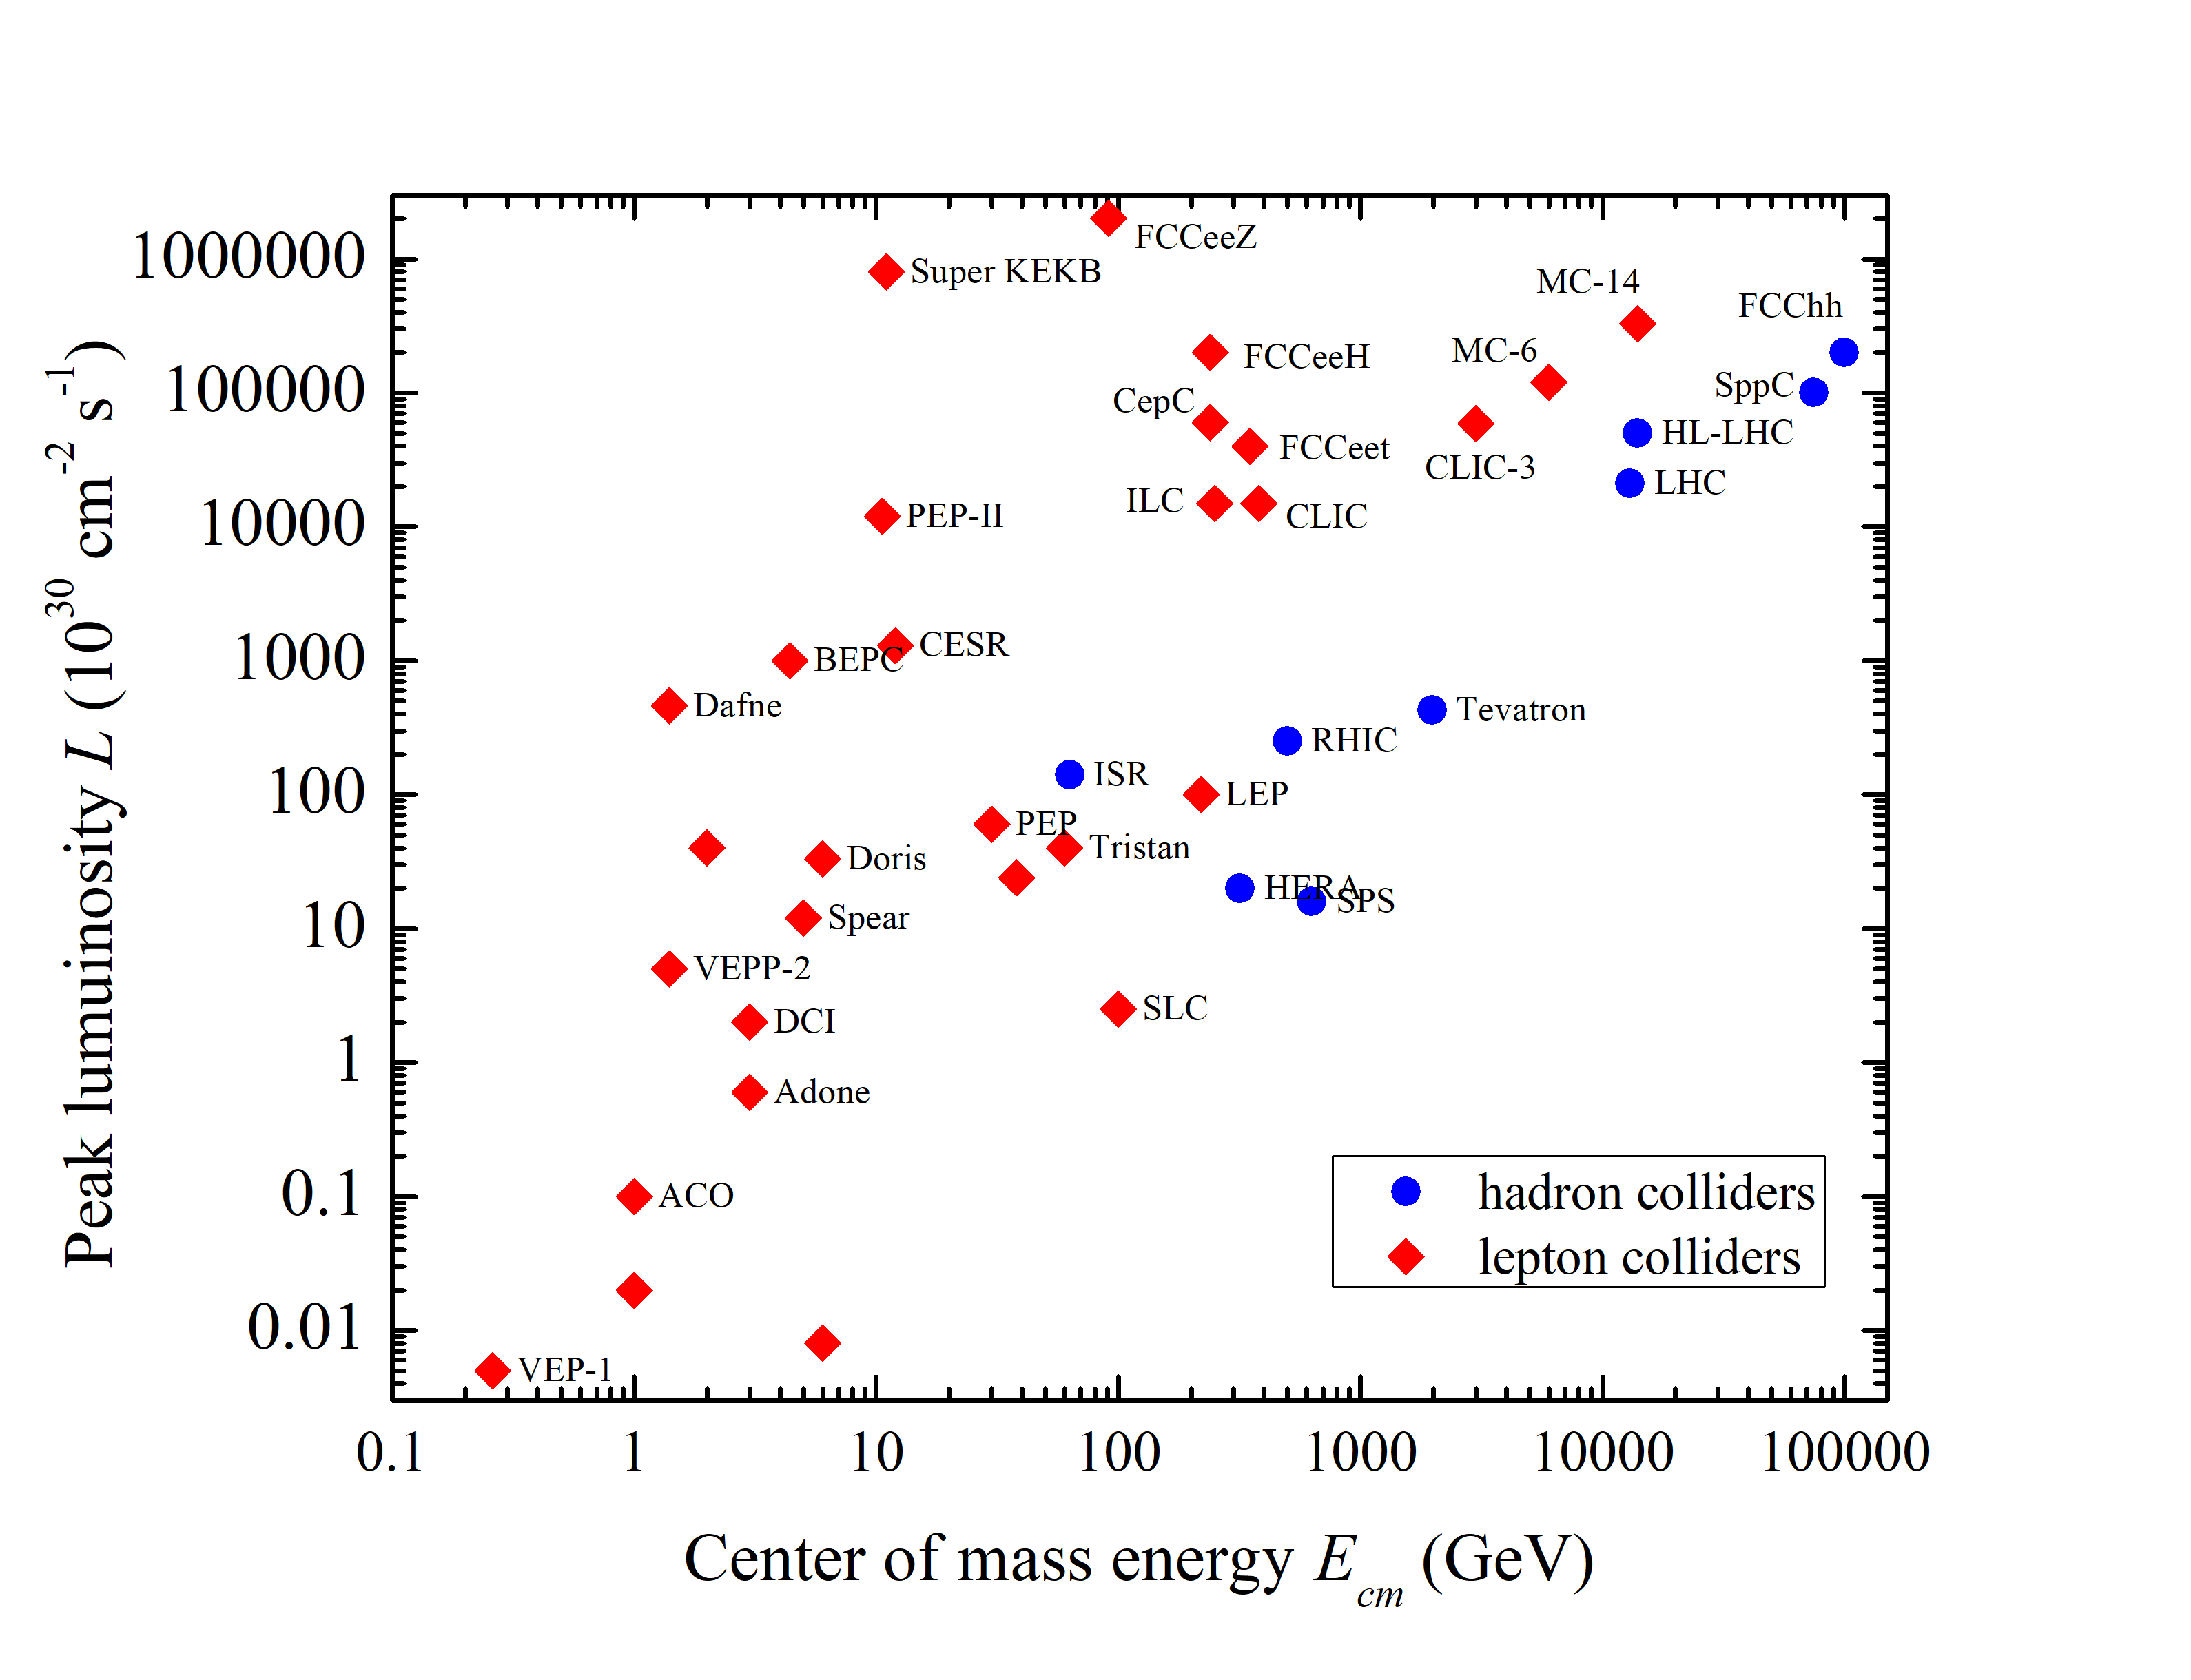 FCCeeZ
1000000
Super KEKB
MC-14
FCChh
FCCeeH
MC-6
100000
CepC
SppC
FCCeet
HL-LHC
CLIC-3
LHC
ILC
CLIC
10000
PEP-II
1000
CESR
BEPC
Dafne
Tevatron
RHIC
100
ISR
LEP
PEP
Tristan
Doris
HERA
SPS
10
Spear
VEPP-2
SLC
DCI
1
Adone
0.1
ACO
0.01
VEP-1
Peak lumuinosity L (10^30 cm^-2 s^-1)
hadron colliders
lepton colliders
0.1 1 10 100 1000 10000 100000
Center of mass energy E_cm (GeV)